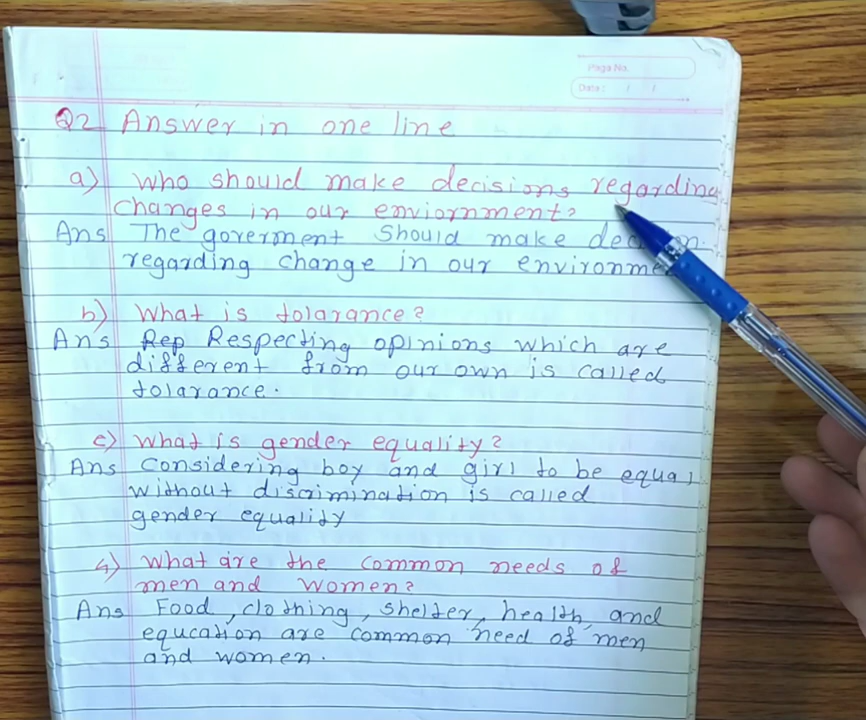 Page No.
Date: / /
Q2 Answer in one line
a) Who should make decisions regarding
changes in our enviornment?
Ans The goverment should make
regarding change in our
b) What is tolarance?
Ans Rep Respecting opinions which are
different from our own is called
tolarance.
c) What is gender equality?
Ans Considering boy and girl to be equal
without discrimination is called
gender equality
4) What are the common needs of
men and women?
Ans Food, clothing, shelter, health, and
equcation are common need of men
and women.